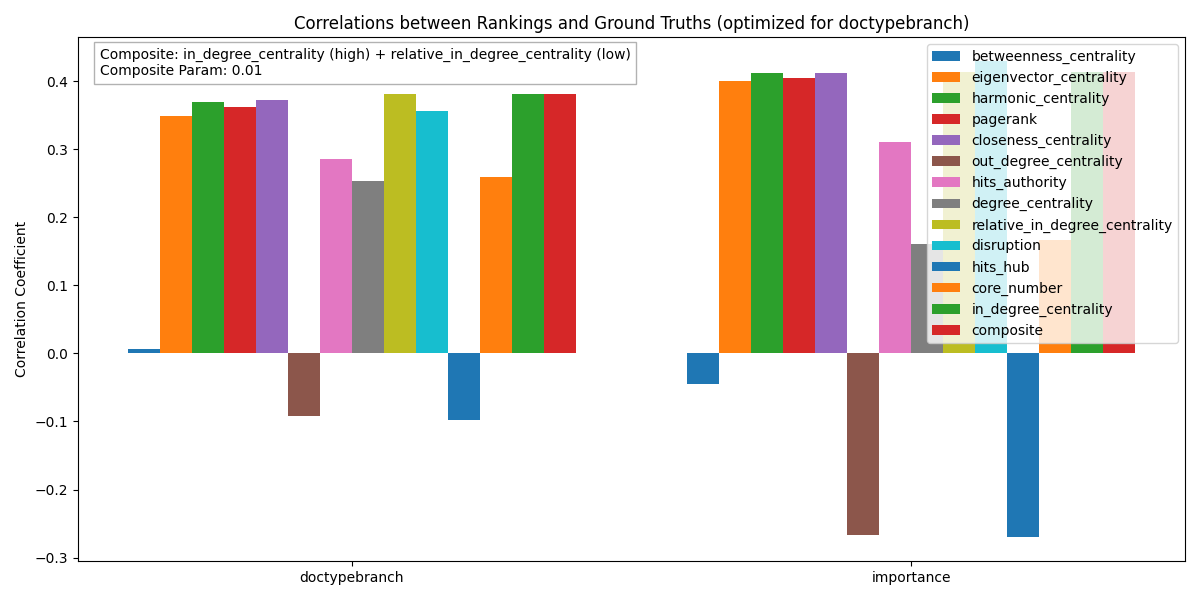 Correlations between Rankings and Ground Truths (optimized for doctypebranch)
Composite: in_degree_centrality (high) + relative_in_degree_centrality (low)
Composite Param: 0.01
betweenness_centrality
eigenvector_centrality
harmonic_centrality
pagerank
closeness_centrality
out_degree_centrality
hits_authority
degree_centrality
relative_in_degree_centrality
disruption
hits_hub
core_number
in_degree_centrality
composite
Correlation Coefficient
0.4
0.3
0.2
0.1
0.0
−0.1
−0.2
−0.3
doctypebranch
importance